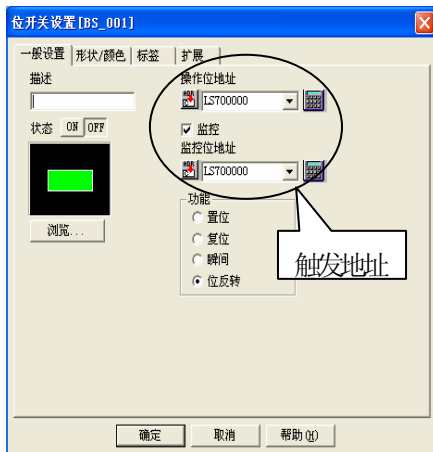 位开关设置[BS_001]
一般设置 形状/颜色 标签 扩展
描述
操作位地址
LS700000
状态 ON OFF
监控
监控位地址
LS700000
浏览...
功能
置位
复位
瞬间
位反转
触发地址
确定 取消 帮助(H)